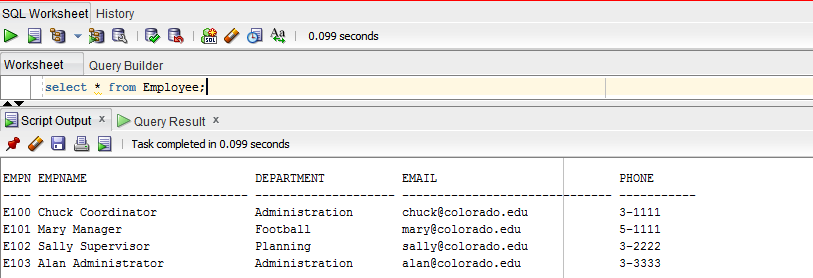 SQL Worksheet History
SQL Aa 0.099 seconds
Worksheet Query Builder
select * from Employee;
Script Output x Query Result x
Task completed in 0.099 seconds
EMPN EMPNAME DEPARTMENT EMAIL PHONE
---- ------------------------------ -------------------- ------------------------------ -----------
E100 Chuck Coordinator Administration chuck@colorado.edu 3-1111
E101 Mary Manager Football mary@colorado.edu 5-1111
E102 Sally Supervisor Planning sally@colorado.edu 3-2222
E103 Alan Administrator Administration alan@colorado.edu 3-3333